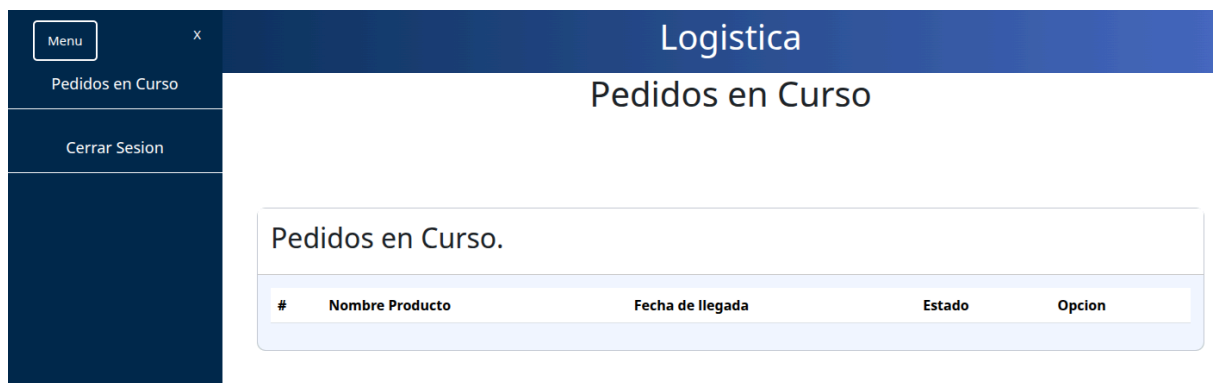 Menu X
Logistica
Pedidos en Curso
Pedidos en Curso
Cerrar Sesion
Pedidos en Curso.
# Nombre Producto Fecha de llegada Estado Opcion